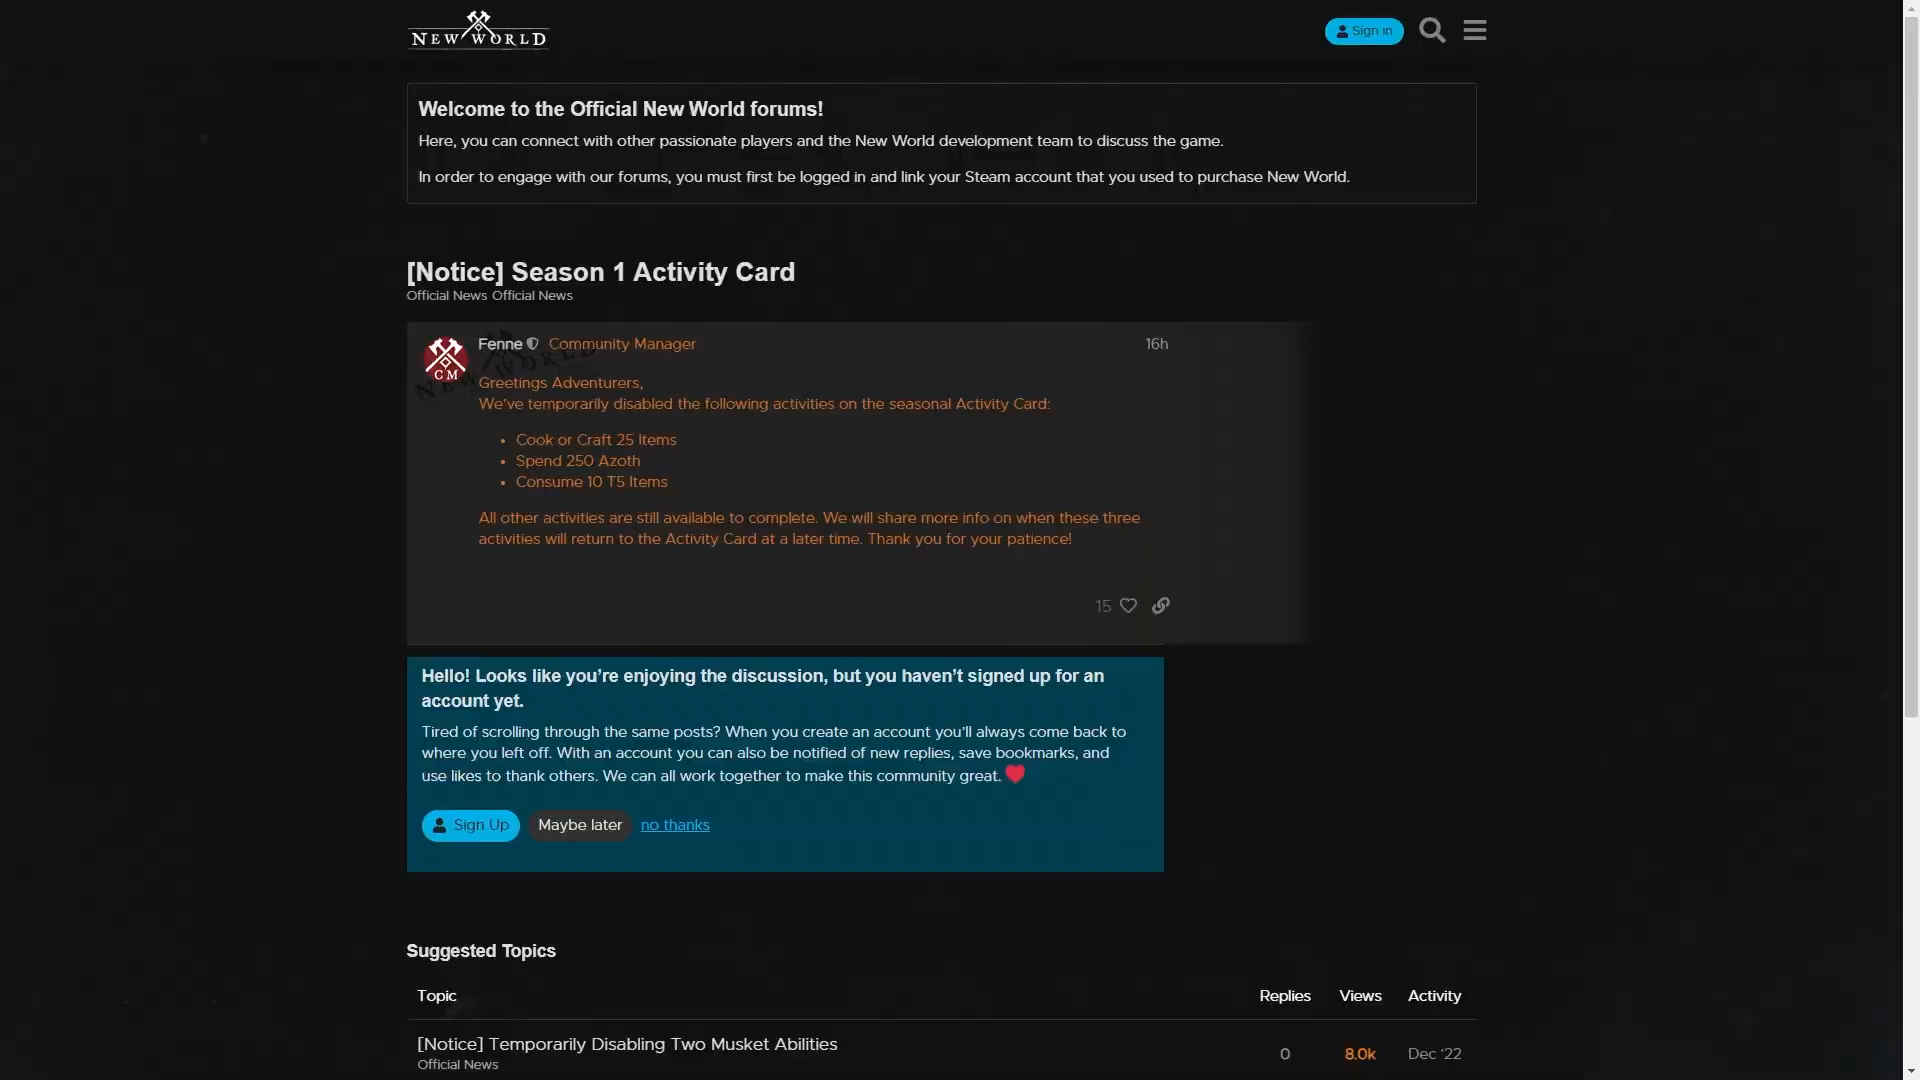 NEW WORLD
Sign In
Welcome to the Official New World forums!
Here, you can connect with other passionate players and the New World development team to discuss the game.
In order to engage with our forums, you must first be logged in and link your Steam account that you used to purchase New World.
[Notice] Season 1 Activity Card
Official News Official News
Fenne Community Manager 16h
CM
NEW WORLD
Greetings Adventurers,
We've temporarily disabled the following activities on the seasonal Activity Card:
• Cook or Craft 25 Items
• Spend 250 Azoth
• Consume 10 T5 Items
All other activities are still available to complete. We will share more info on when these three
activities will return to the Activity Card at a later time. Thank you for your patience!
15
Hello! Looks like you’re enjoying the discussion, but you haven’t signed up for an
account yet.
Tired of scrolling through the same posts? When you create an account you’ll always come back to
where you left off. With an account you can also be notified of new replies, save bookmarks, and
use likes to thank others. We can all work together to make this community great. ❤
Sign Up Maybe later no thanks
Suggested Topics
Topic Replies Views Activity
[Notice] Temporarily Disabling Two Musket Abilities 0 8.0k Dec ’22
Official News